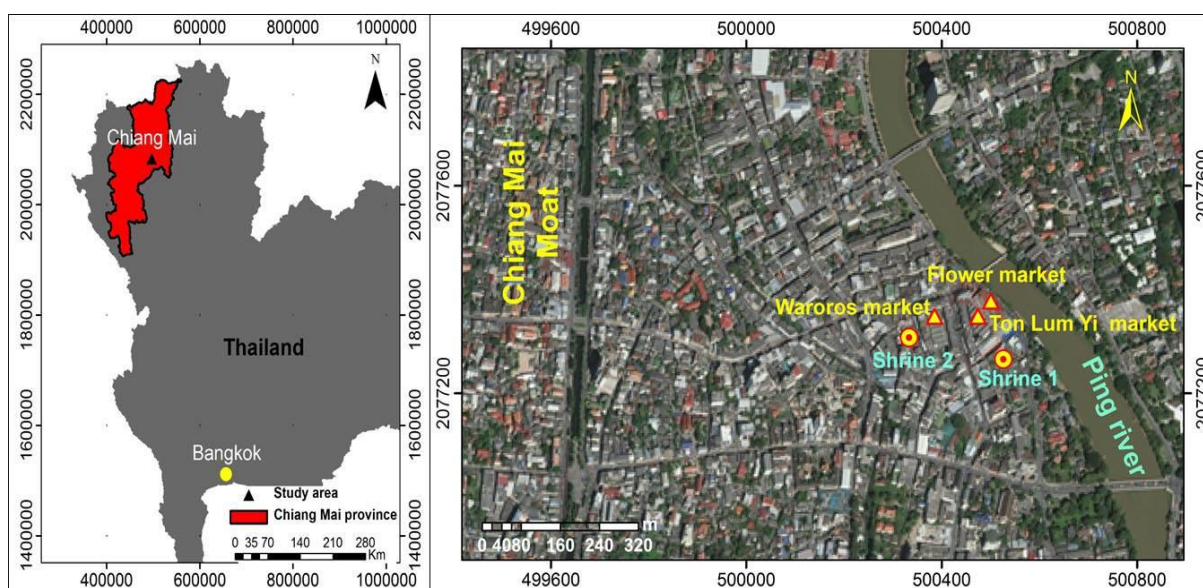 400000 600000 800000 1000000
N
2200000
2200000
Chiang Mai
2000000
2000000
1800000
1800000
Thailand
1600000
1600000
Bangkok
Study area
Chiang Mai province
0 35 70 140 210 280
Km
1400000
1400000
400000 600000 800000 1000000
499600 500000 500400 500800
N
2077600
2077600
Chiang Mai
Moat
Flower market
Waroros market
Ton Lum Yi market
Shrine 2
Shrine 1
Ping river
2077200
2077200
m
0 4080 160 240 320
499600 500000 500400 500800